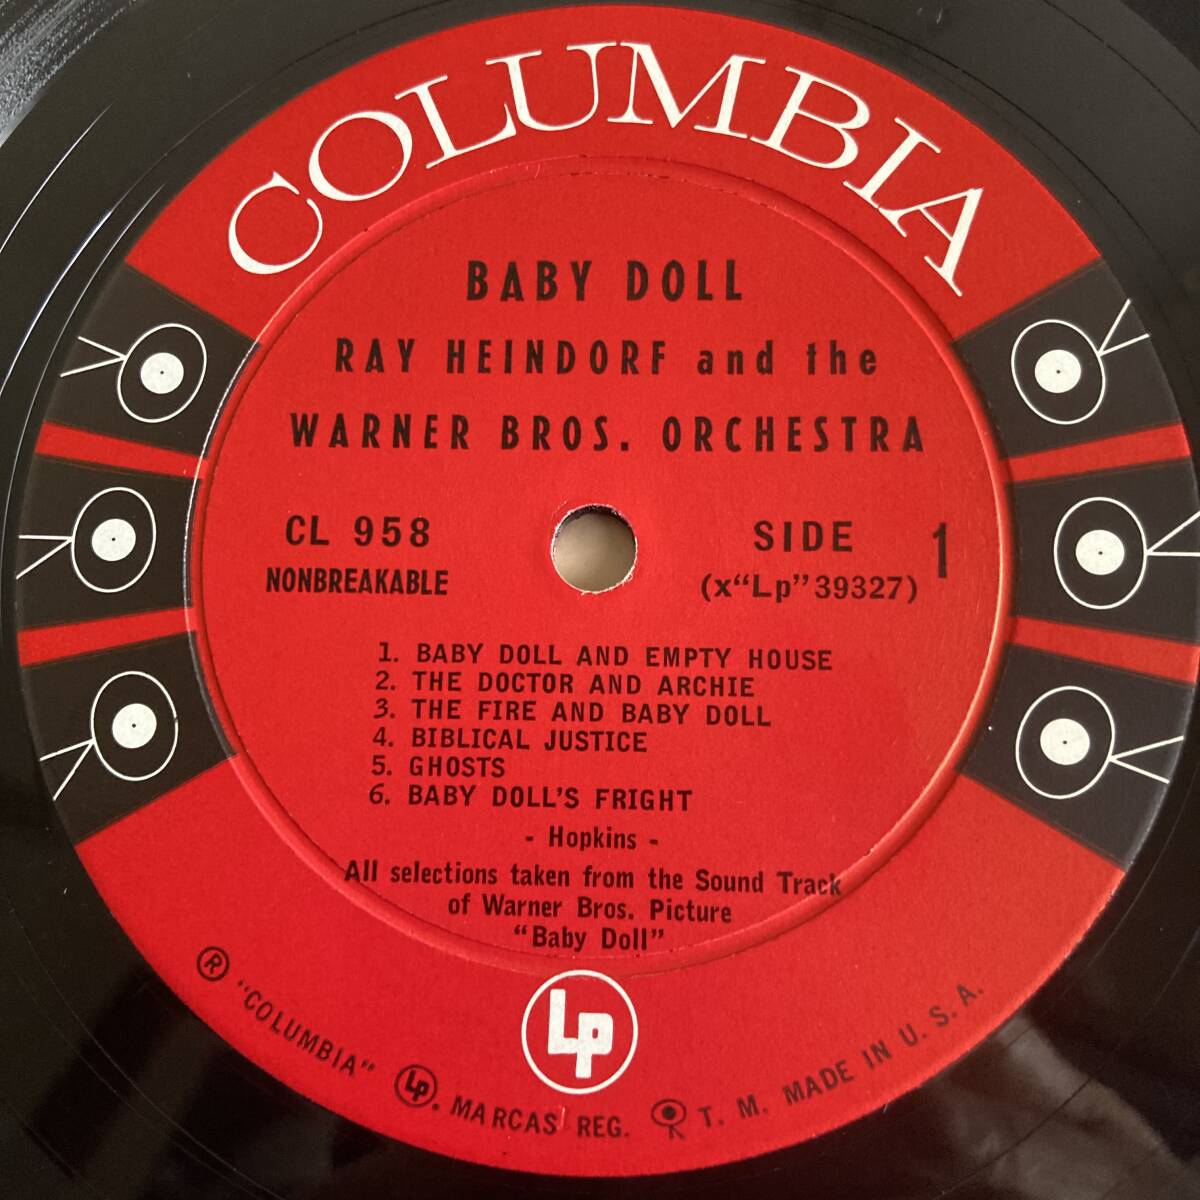 COLUMBIA
BABY DOLL
RAY HEINDORF and the
WARNER BROS. ORCHESTRA
CL 958
NONBREAKABLE
SIDE 1
(x“Lp”39327)
1. BABY DOLL AND EMPTY HOUSE
2. THE DOCTOR AND ARCHIE
3. THE FIRE AND BABY DOLL
4. BIBLICAL JUSTICE
5. GHOSTS
6. BABY DOLL'S FRIGHT
- Hopkins -
All selections taken from the Sound Track
of Warner Bros. Picture
“Baby Doll”
Lp
® “COLUMBIA” Lp. MARCAS REG. T. M. MADE IN U. S. A.